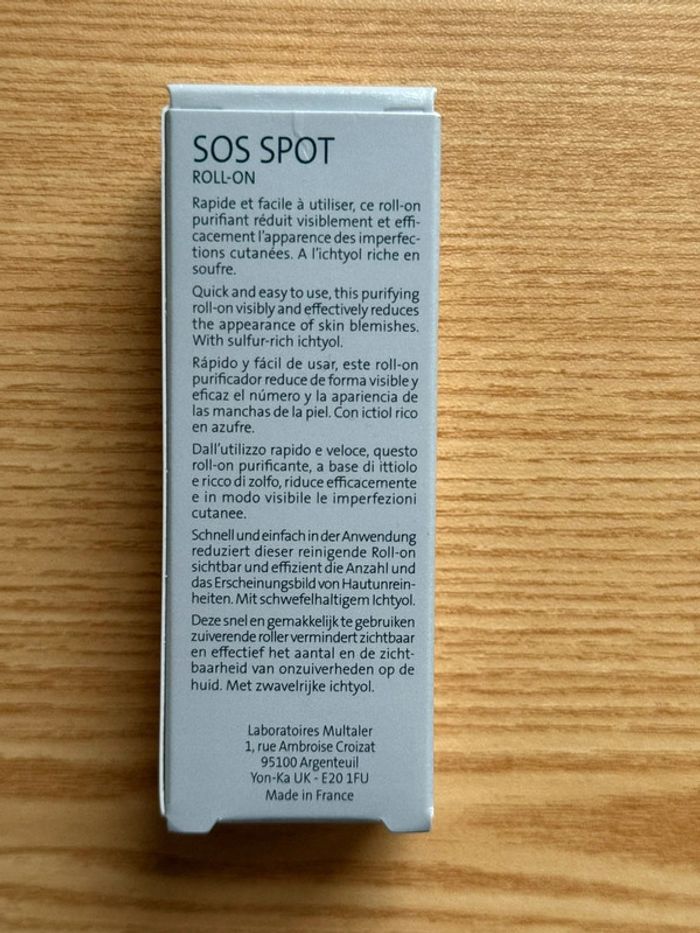 SOS SPOT
ROLL-ON
Rapide et facile à utiliser, ce roll-on
purifiant réduit visiblement et effi-
cacement l'apparence des imperfec-
tions cutanées. A l'ichtyol riche en
soufre.
Quick and easy to use, this purifying
roll-on visibly and effectively reduces
the appearance of skin blemishes.
With sulfur-rich ichtyol.
Rápido y fácil de usar, este roll-on
purificador reduce de forma visible y
eficaz el número y la apariencia de
las manchas de la piel. Con ictiol rico
en azufre.
Dall'utilizzo rapido e veloce, questo
roll-on purificante, a base di ittiolo
e ricco di zolfo, riduce efficacemente
e in modo visibile le imperfezioni
cutanee.
Schnell und einfach in der Anwendung
reduziert dieser reinigende Roll-on
sichtbar und effizient die Anzahl und
das Erscheinungsbild von Hautunrein-
heiten. Mit schwefelhaltigem Ichtyol.
Deze snel en gemakkelijk te gebruiken
zuiverende roller vermindert zichtbaar
en effectief het aantal en de zicht-
baarheid van onzuiverheden op de
huid. Met zwavelrijke ichtyol.
Laboratoires Multaler
1, rue Ambroise Croizat
95100 Argenteuil
Yon-Ka UK - E20 1FU
Made in France